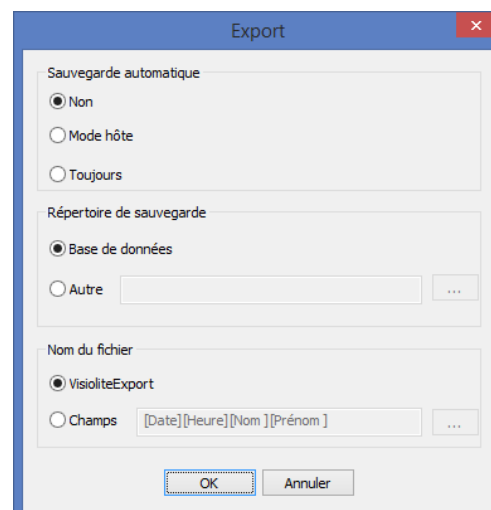 Export
Sauvegarde automatique
Non
Mode hôte
Toujours
Répertoire de sauvegarde
Base de données
Autre ...
Nom du fichier
VisioliteExport
Champs [Date][Heure][Nom ][Prénom ] ...
OK Annuler